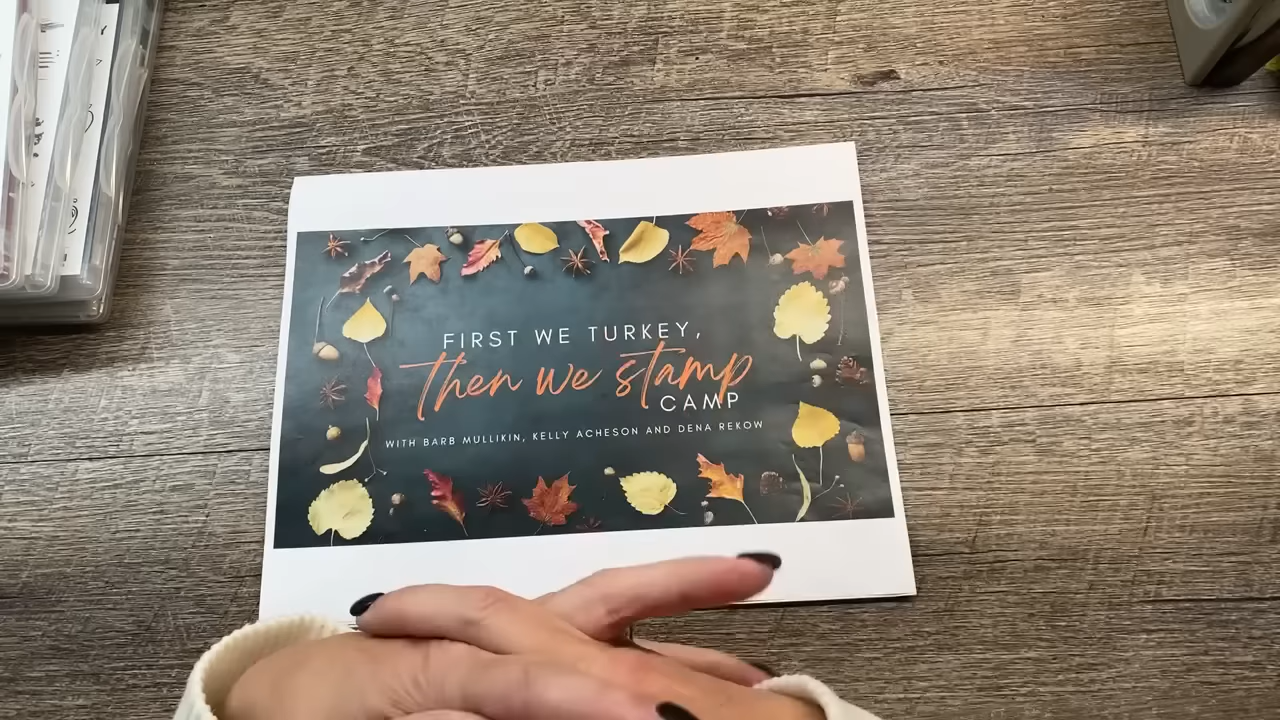 FIRST WE TURKEY,
then we stamp
CAMP
WITH BARB MULLIKIN, KELLY ACHESON AND DENA REKOW